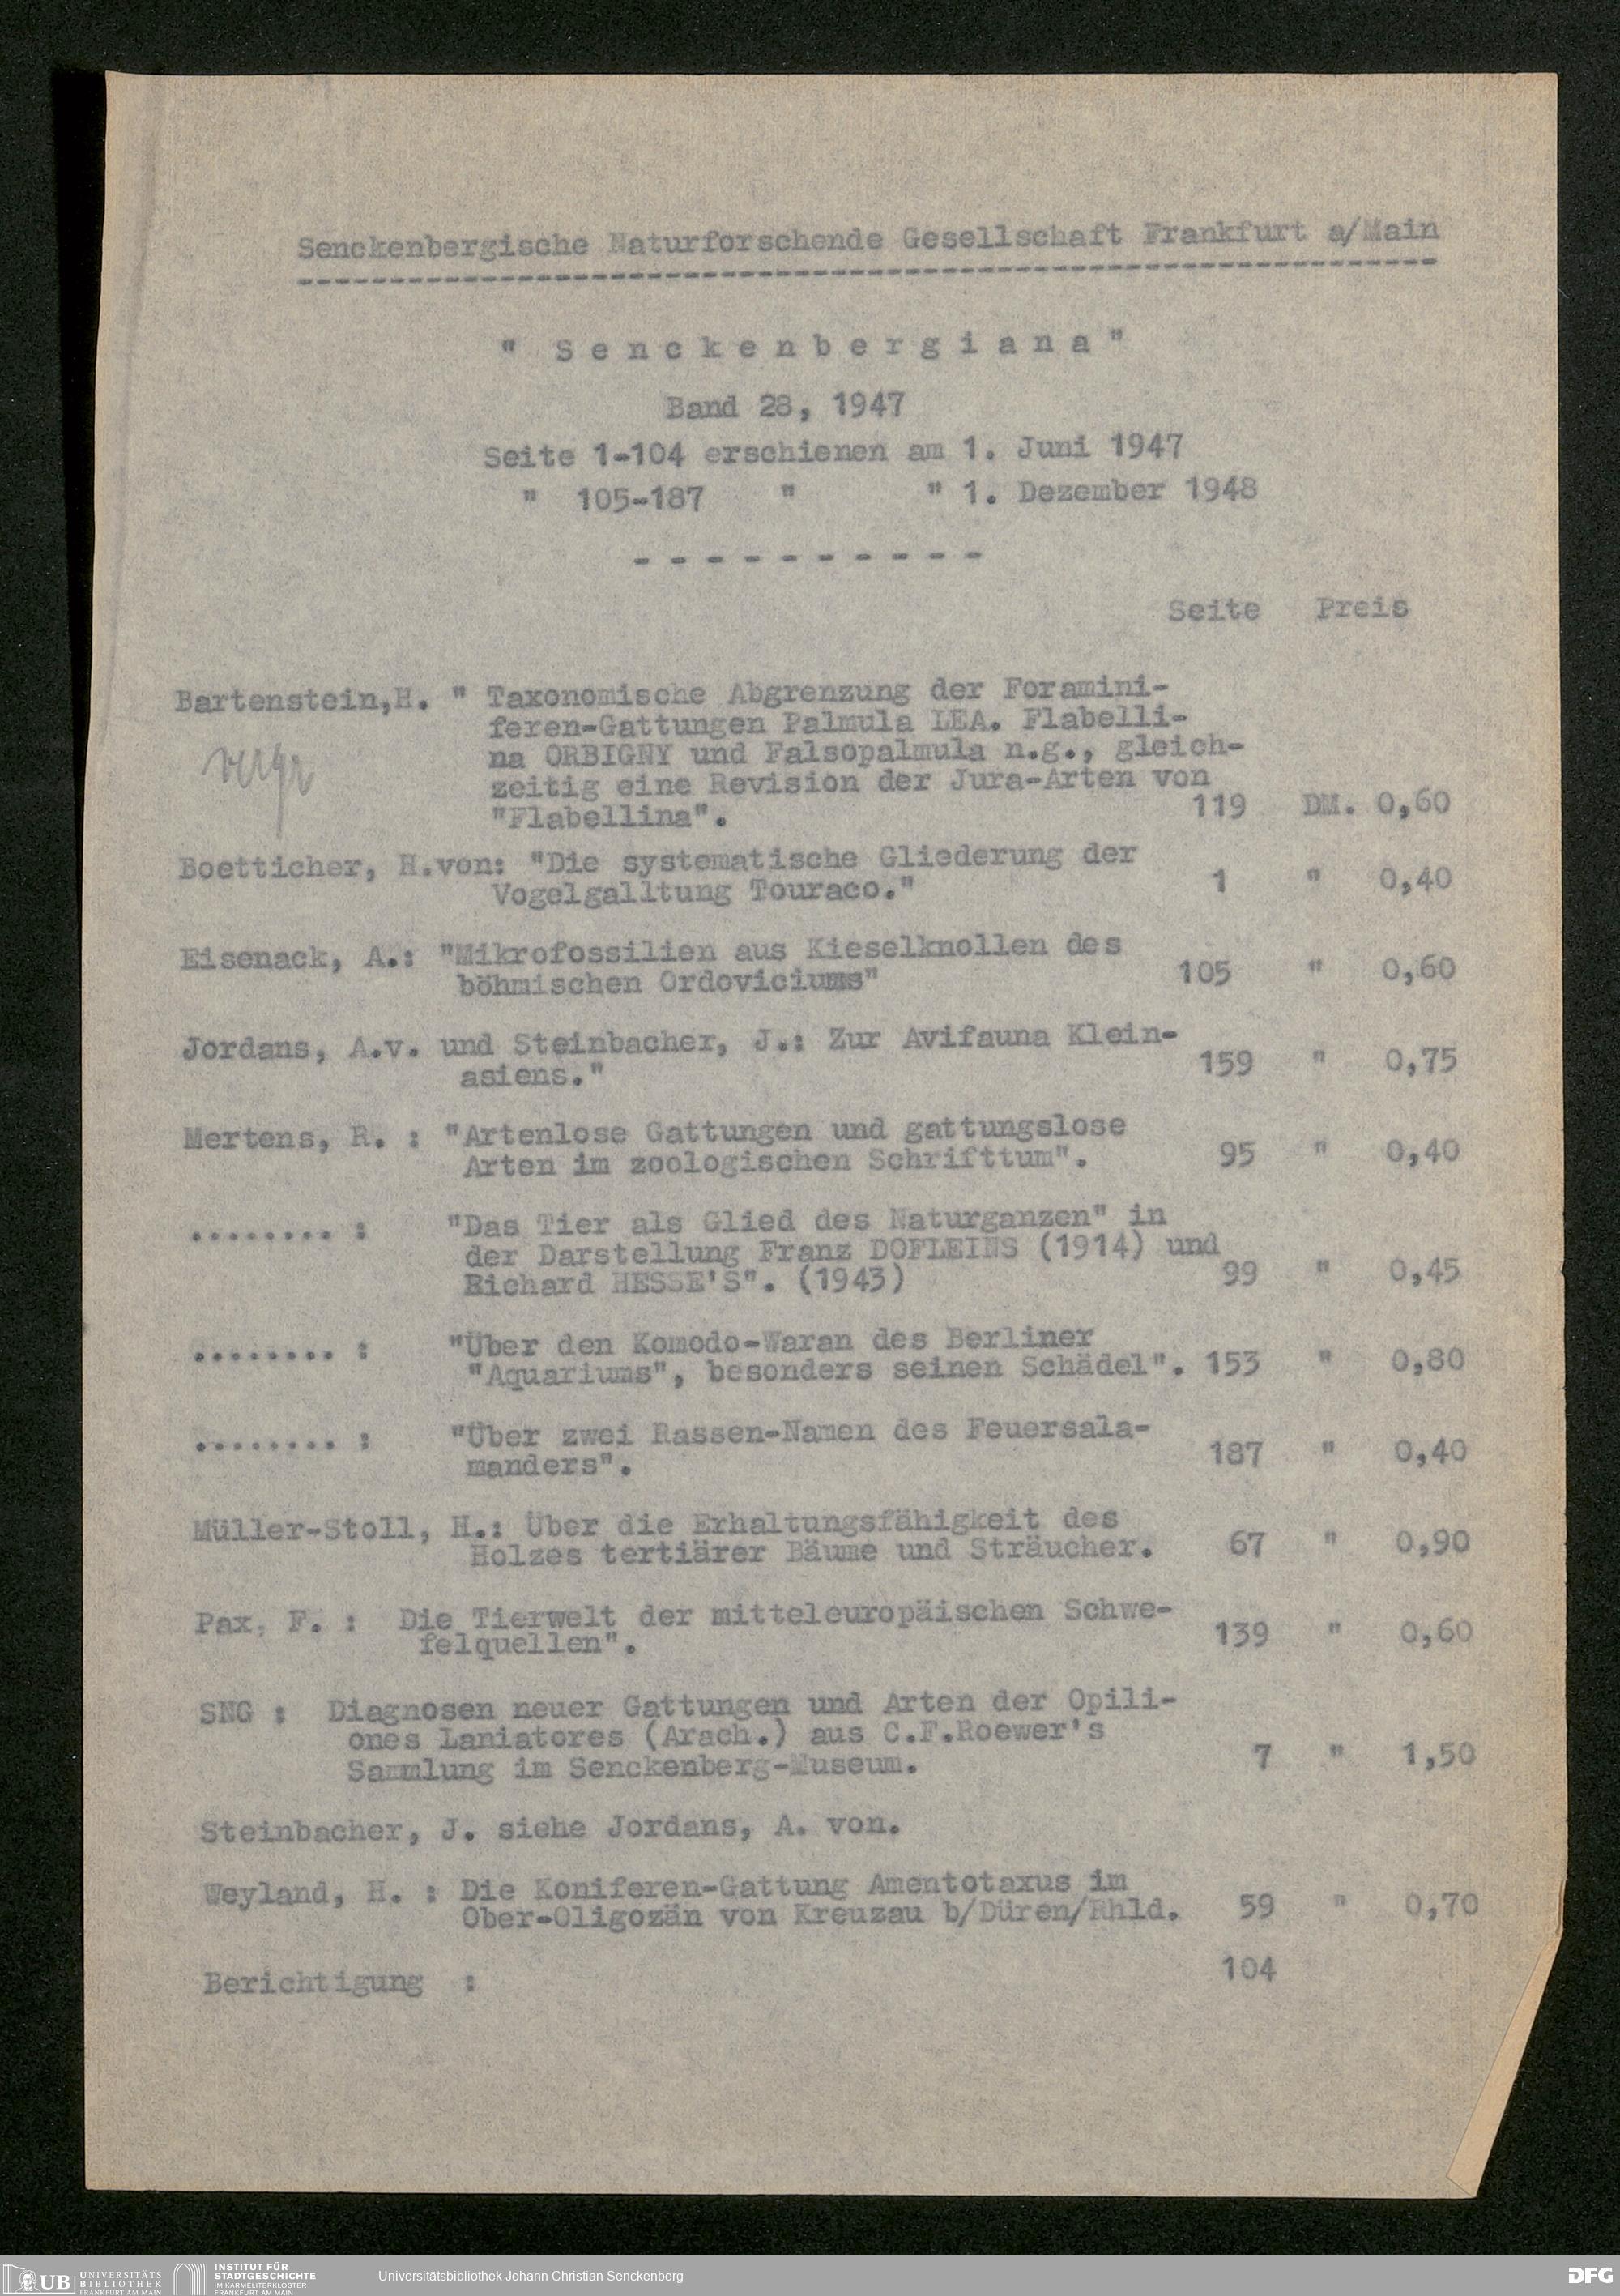 Senckenbergische Naturforschende Gesellschaft Frankfurt a/Main
" S e n c k e n b e r g i a n a "
Band 28, 1947
Seite 1-104 erschienen am 1. Juni 1947
" 105-187 " " 1. Dezember 1948
Seite Preis
Bartenstein,H. " Taxonomische Abgrenzung der Foramini-
feren-Gattungen Palmula LEA. Flabelli-
na ORBIGNY und Falsopalmula n.g., gleich-
zeitig eine Revision der Jura-Arten von
"Flabellina". 119 DM. 0,60
Boetticher, H.von: "Die systematische Gliederung der
Vogelgalltung Touraco." 1 " 0,40
Eisenack, A.: "Mikrofossilien aus Kieselknollen des
böhmischen Ordoviciums" 105 " 0,60
Jordans, A.v. und Steinbacher, J.: Zur Avifauna Klein-
asiens." 159 " 0,75
Mertens, R. : "Artenlose Gattungen und gattungslose
Arten im zoologischen Schrifttum". 95 " 0,40
........ : "Das Tier als Glied des Naturganzen" in
der Darstellung Franz DOFLEINS (1914) und
Richard HESSE'S". (1943) 99 " 0,45
........ : "Über den Komodo-Waran des Berliner
"Aquariums", besonders seinen Schädel". 153 " 0,80
........ : "Über zwei Rassen-Namen des Feuersala-
manders". 187 " 0,40
Müller-Stoll, H.: Über die Erhaltungsfähigkeit des
Holzes tertiärer Bäume und Sträucher. 67 " 0,90
Pax, F. : Die Tierwelt der mitteleuropäischen Schwe-
felquellen". 139 " 0,60
SNG : Diagnosen neuer Gattungen und Arten der Opili-
ones Laniatores (Arach.) aus C.F.Roewer's
Sammlung im Senckenberg-Museum. 7 " 1,50
Steinbacher, J. siehe Jordans, A. von.
Weyland, H. : Die Koniferen-Gattung Amentotaxus im
Ober-Oligozän von Kreuzau b/Düren/Rhld. 59 " 0,70
Berichtigung : 104
UB UNIVERSITÄTS
BIBLIOTHEK
FRANKFURT AM MAIN
INSTITUT FÜR
STADTGESCHICHTE
IM KARMELITERKLOSTER
FRANKFURT AM MAIN
Universitätsbibliothek Johann Christian Senckenberg
DFG